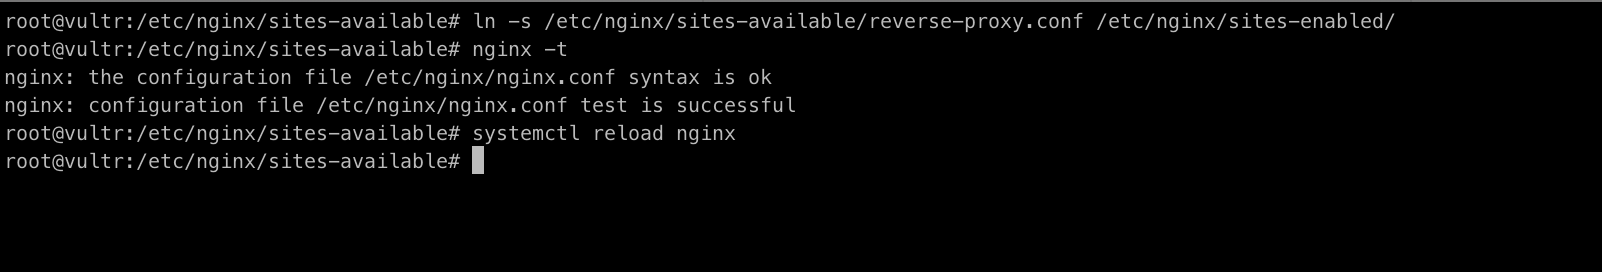 root@vultr:/etc/nginx/sites-available# ln -s /etc/nginx/sites-available/reverse-proxy.conf /etc/nginx/sites-enabled/
root@vultr:/etc/nginx/sites-available# nginx -t
nginx: the configuration file /etc/nginx/nginx.conf syntax is ok
nginx: configuration file /etc/nginx/nginx.conf test is successful
root@vultr:/etc/nginx/sites-available# systemctl reload nginx
root@vultr:/etc/nginx/sites-available#